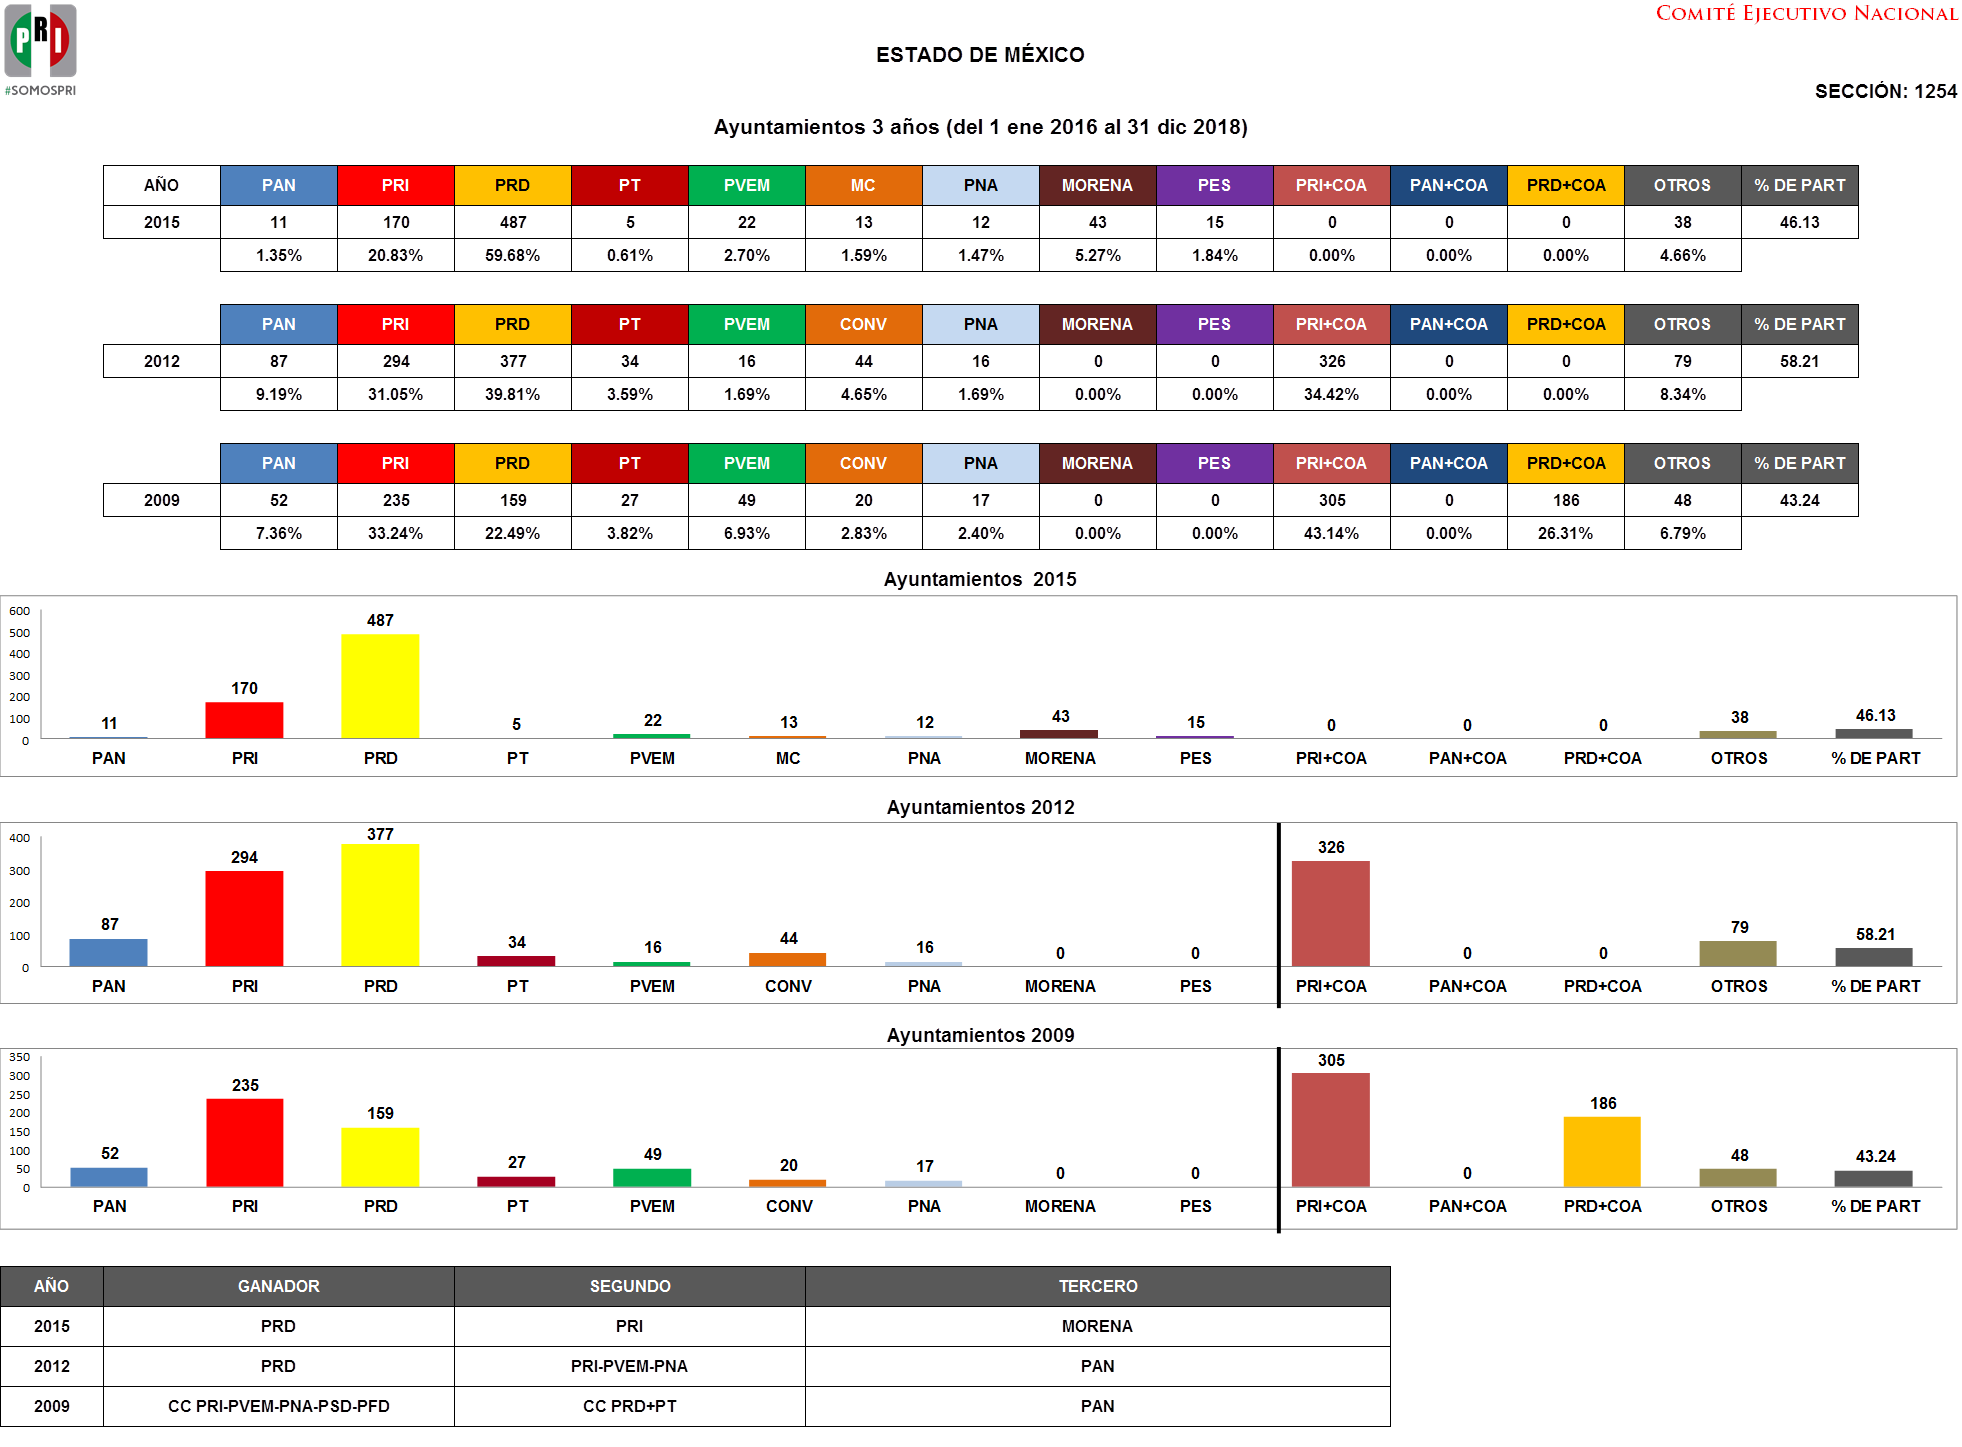 PRI
#SOMOSPRI
COMITÉ EJECUTIVO NACIONAL
ESTADO DE MÉXICO
SECCIÓN: 1254
Ayuntamientos 3 años (del 1 ene 2016 al 31 dic 2018)
AÑO PAN PRI PRD PT PVEM MC PNA MORENA PES PRI+COA PAN+COA PRD+COA OTROS % DE PART
2015 11 170 487 5 22 13 12 43 15 0 0 0 38 46.13
1.35% 20.83% 59.68% 0.61% 2.70% 1.59% 1.47% 5.27% 1.84% 0.00% 0.00% 0.00% 4.66%
PAN PRI PRD PT PVEM CONV PNA MORENA PES PRI+COA PAN+COA PRD+COA OTROS % DE PART
2012 87 294 377 34 16 44 16 0 0 326 0 0 79 58.21
9.19% 31.05% 39.81% 3.59% 1.69% 4.65% 1.69% 0.00% 0.00% 34.42% 0.00% 0.00% 8.34%
PAN PRI PRD PT PVEM CONV PNA MORENA PES PRI+COA PAN+COA PRD+COA OTROS % DE PART
2009 52 235 159 27 49 20 17 0 0 305 0 186 48 43.24
7.36% 33.24% 22.49% 3.82% 6.93% 2.83% 2.40% 0.00% 0.00% 43.14% 0.00% 26.31% 6.79%
Ayuntamientos 2015
600
500
400
300
200
100
0
11 170 487 5 22 13 12 43 15 0 0 0 38 46.13
PAN PRI PRD PT PVEM MC PNA MORENA PES PRI+COA PAN+COA PRD+COA OTROS % DE PART
Ayuntamientos 2012
400
300
200
100
0
87 294 377 34 16 44 16 0 0 326 0 0 79 58.21
PAN PRI PRD PT PVEM CONV PNA MORENA PES PRI+COA PAN+COA PRD+COA OTROS % DE PART
Ayuntamientos 2009
350
300
250
200
150
100
50
0
52 235 159 27 49 20 17 0 0 305 0 186 48 43.24
PAN PRI PRD PT PVEM CONV PNA MORENA PES PRI+COA PAN+COA PRD+COA OTROS % DE PART
AÑO GANADOR SEGUNDO TERCERO
2015 PRD PRI MORENA
2012 PRD PRI-PVEM-PNA PAN
2009 CC PRI-PVEM-PNA-PSD-PFD CC PRD+PT PAN